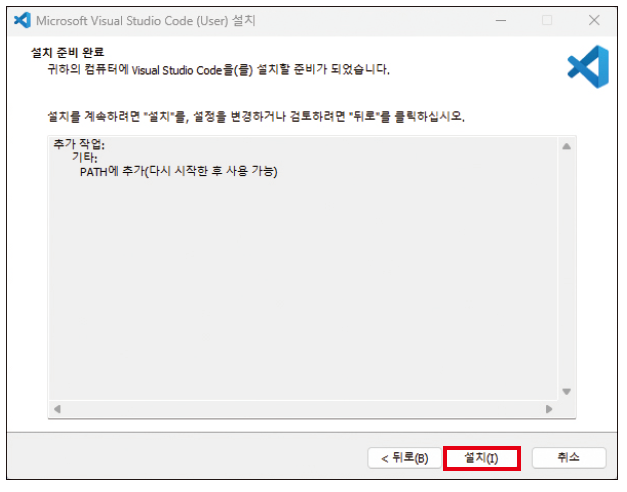 Microsoft Visual Studio Code (User) 설치
설치 준비 완료
귀하의 컴퓨터에 Visual Studio Code을(를) 설치할 준비가 되었습니다.
설치를 계속하려면 "설치"를, 설정을 변경하거나 검토하려면 "뒤로"를 클릭하십시오.
추가 작업:
기타:
PATH에 추가(다시 시작한 후 사용 가능)
< 뒤로(B) 설치(I) 취소